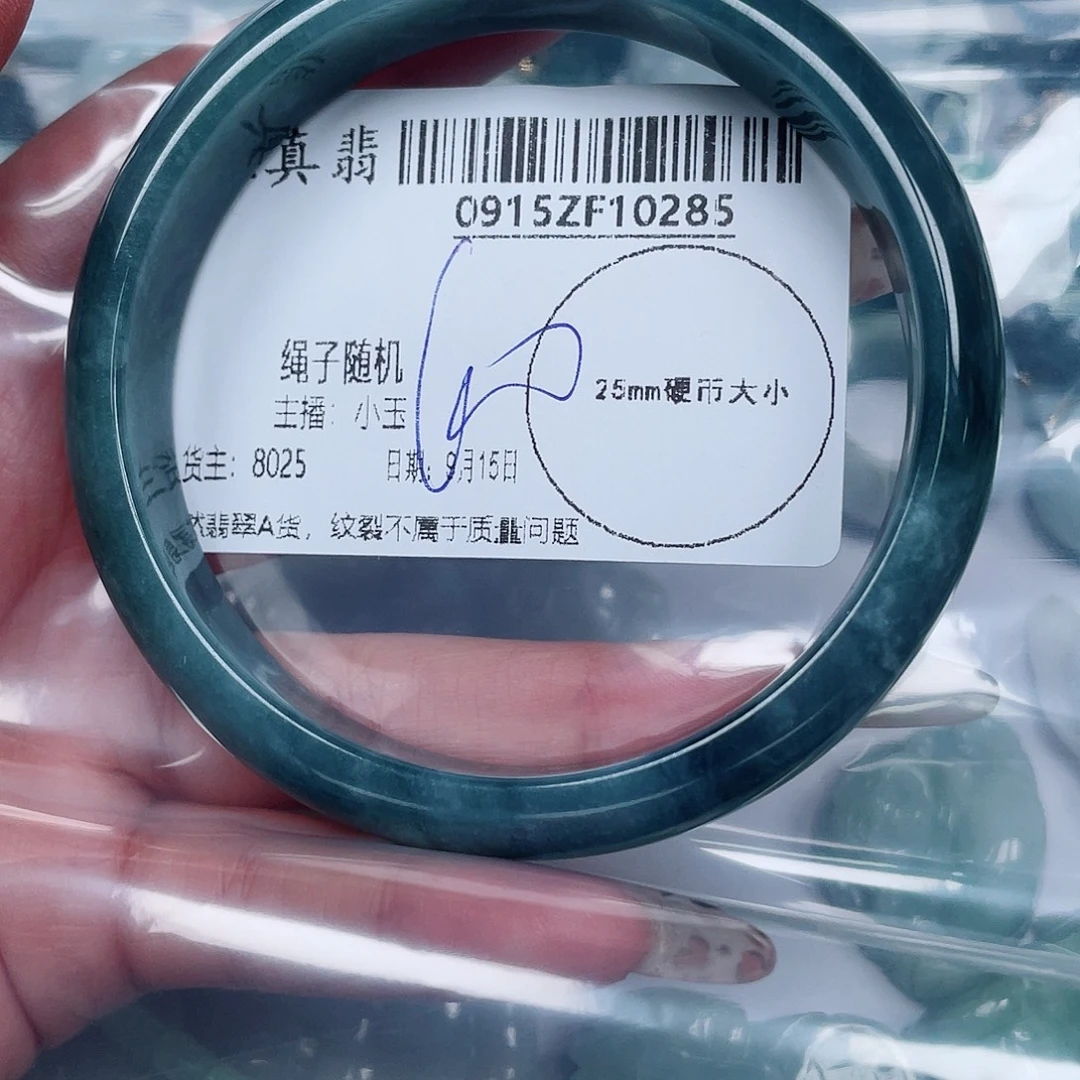 真翡
0915ZF10285
绳子随机
25mm硬币大小
主播：小玉
货主：8025 日期：9月15日
然翡翠A货，纹裂不属于质量问题